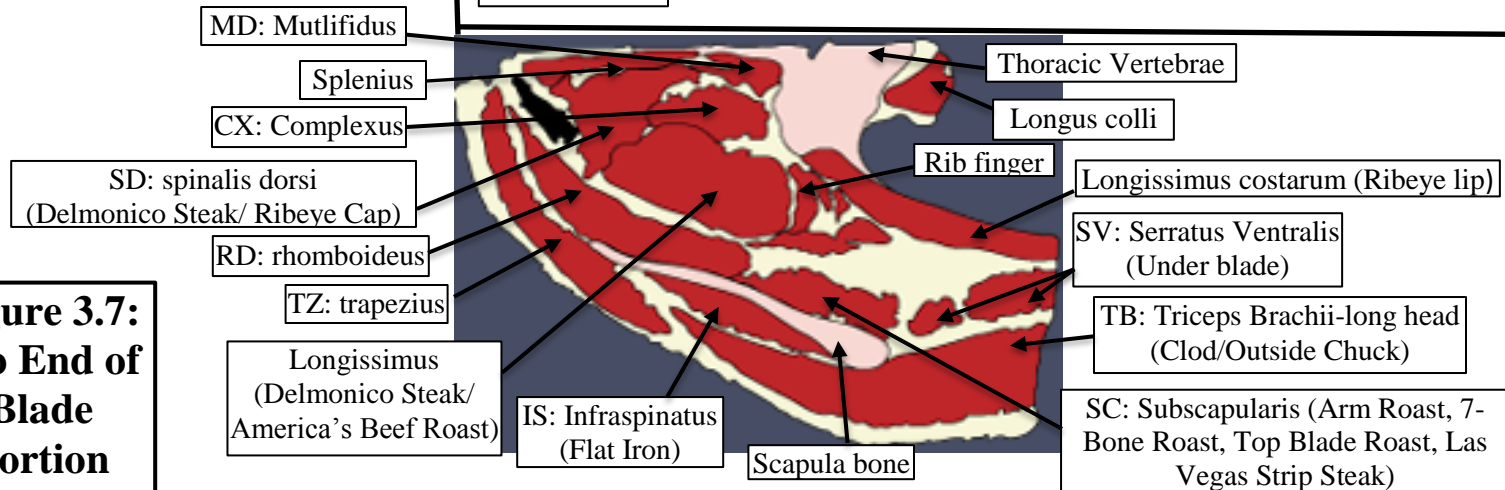 MD: Mutlifidus
Splenius
CX: Complexus
SD: spinalis dorsi
(Delmonico Steak/ Ribeye Cap)
RD: rhomboideus
TZ: trapezius
Longissimus
(Delmonico Steak/
America's Beef Roast)
IS: Infraspinatus
(Flat Iron)
Scapula bone
Thoracic Vertebrae
Longus colli
Rib finger
Longissimus costarum (Ribeye lip)
SV: Serratus Ventralis
(Under blade)
TB: Triceps Brachii-long head
(Clod/Outside Chuck)
SC: Subscapularis (Arm Roast, 7-
Bone Roast, Top Blade Roast, Las
Vegas Strip Steak)
ure 3.7:
End of
Blade
ortion